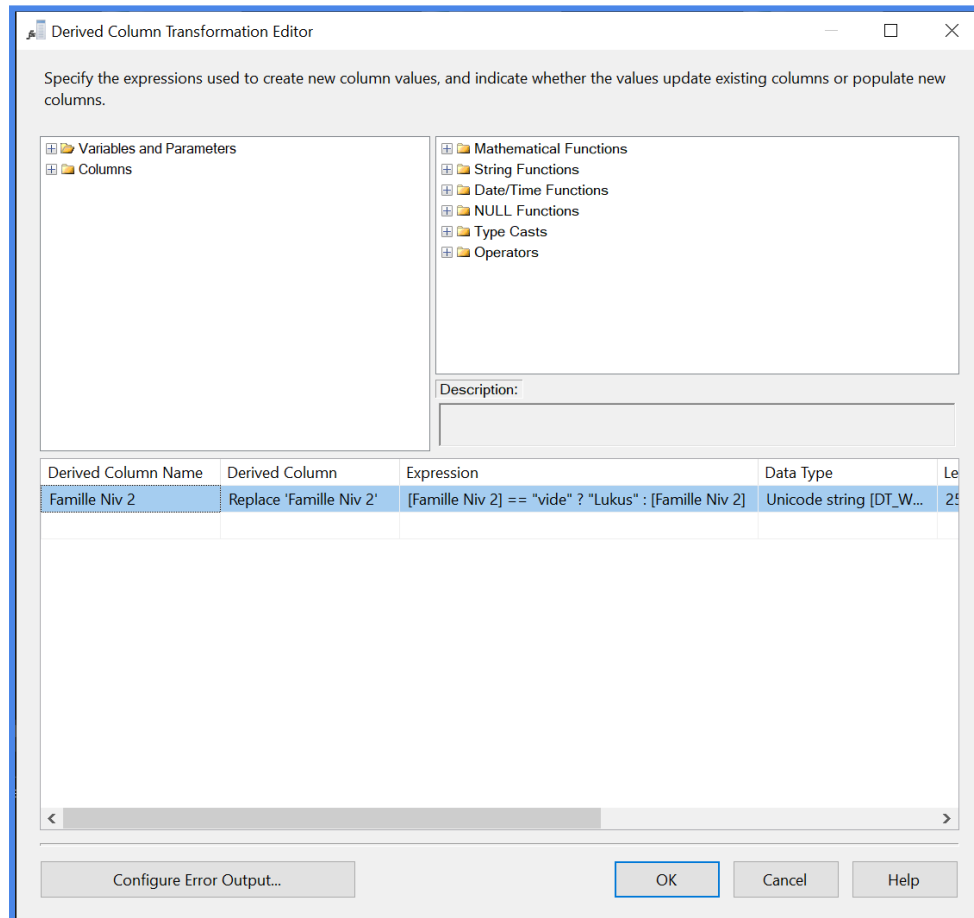 Derived Column Transformation Editor
Specify the expressions used to create new column values, and indicate whether the values update existing columns or populate new
columns.
Variables and Parameters
Columns
Mathematical Functions
String Functions
Date/Time Functions
NULL Functions
Type Casts
Operators
Description:
Derived Column Name Derived Column Expression Data Type Le
Famille Niv 2 Replace 'Famille Niv 2' [Famille Niv 2] == "vide" ? "Lukus" : [Famille Niv 2] Unicode string [DT_W... 25
Configure Error Output... OK Cancel Help